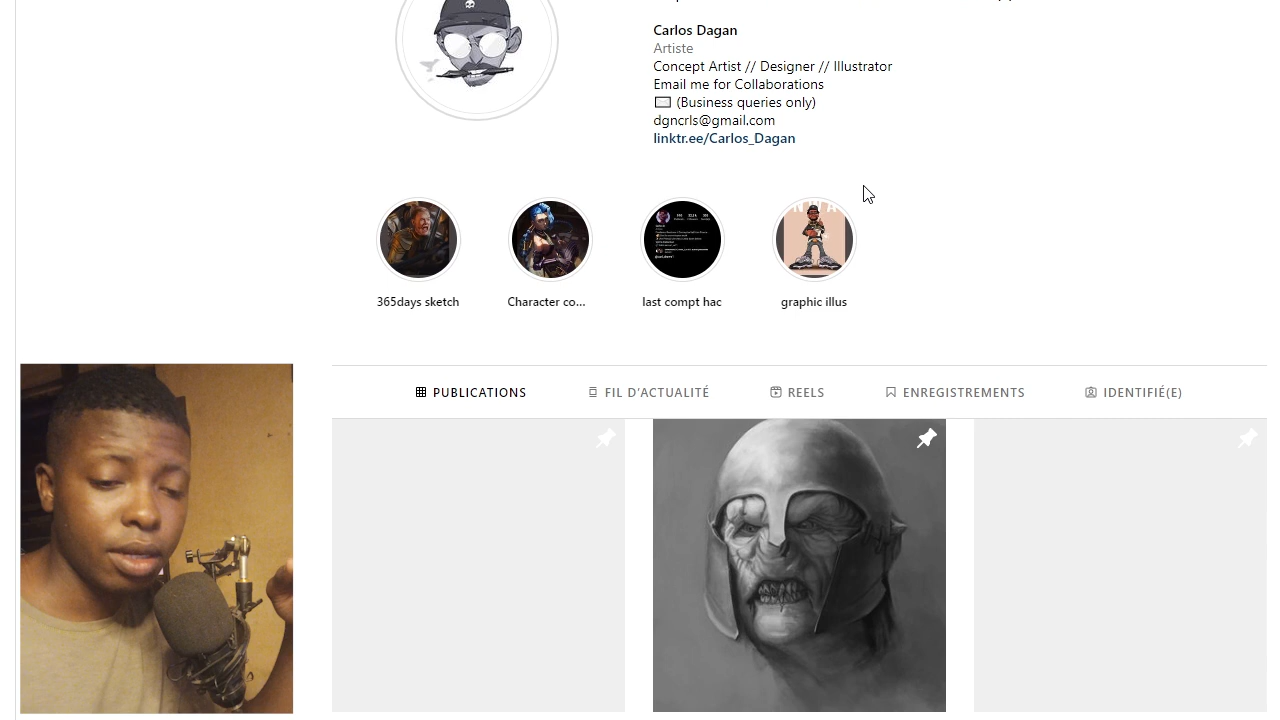 Carlos Dagan
Artiste
Concept Artist // Designer // Illustrator
Email me for Collaborations
(Business queries only)
dgncrls@gmail.com
linktr.ee/Carlos_Dagan
365days sketch
Character co...
last compt hac
graphic illus
PUBLICATIONS
FIL D'ACTUALITÉ
REELS
ENREGISTREMENTS
IDENTIFIÉ(E)